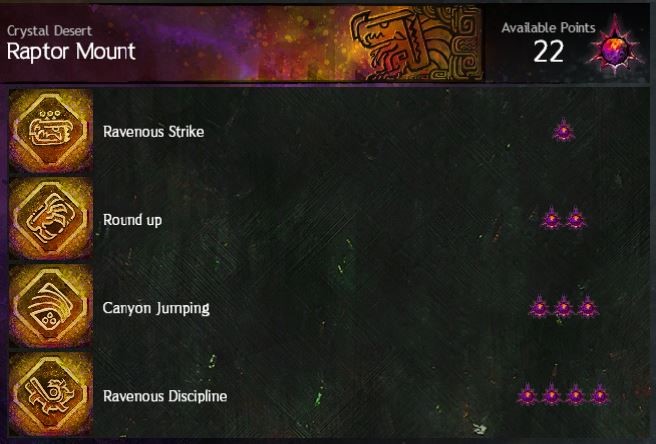 Crystal Desert
Raptor Mount
Available Points
22
Ravenous Strike
Round up
Canyon Jumping
Ravenous Discipline